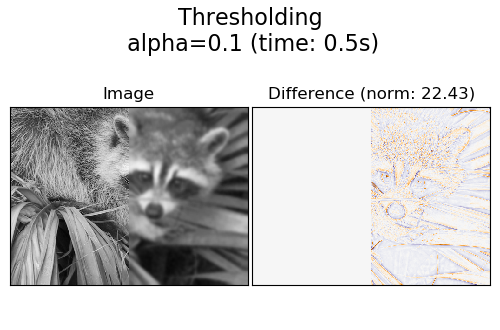 Thresholding
alpha=0.1 (time: 0.5s)
Image
Difference (norm: 22.43)